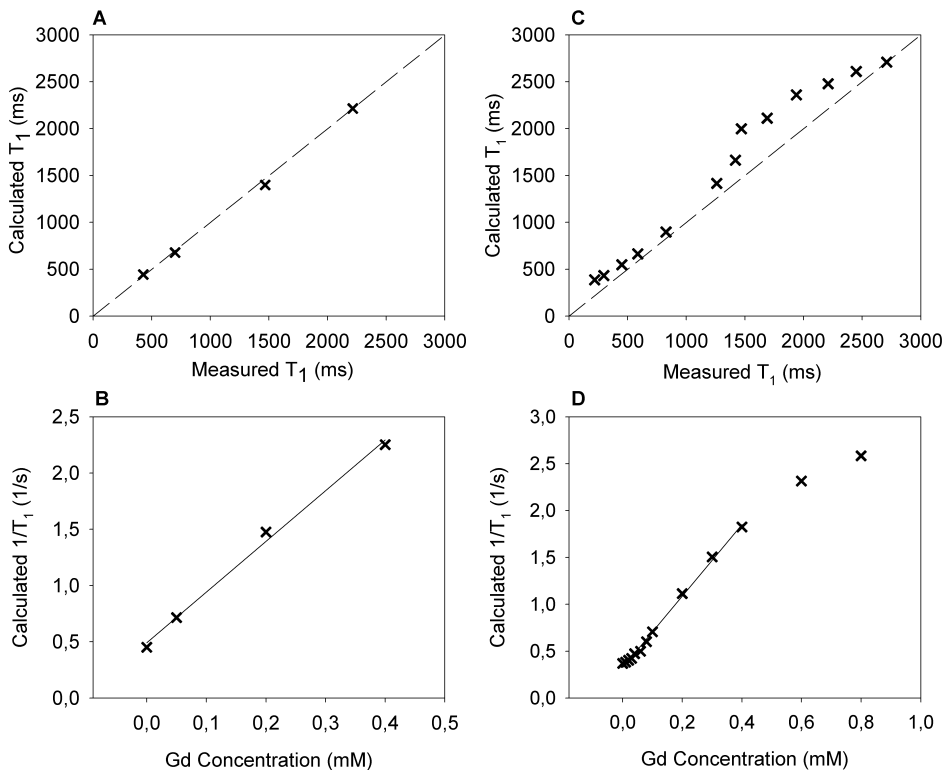 A
3000
2500
2000
1500
1000
500
0
Calculated T1 (ms)
0 500 1000 1500 2000 2500 3000
Measured T1 (ms)
C
3000
2500
2000
1500
1000
500
0
Calculated T1 (ms)
0 500 1000 1500 2000 2500 3000
Measured T1 (ms)
B
2,5
2,0
1,5
1,0
0,5
0,0
Calculated 1/T1 (1/s)
0,0 0,1 0,2 0,3 0,4 0,5
Gd Concentration (mM)
D
3,0
2,5
2,0
1,5
1,0
0,5
0,0
Calculated 1/T1 (1/s)
0,0 0,2 0,4 0,6 0,8 1,0
Gd Concentration (mM)